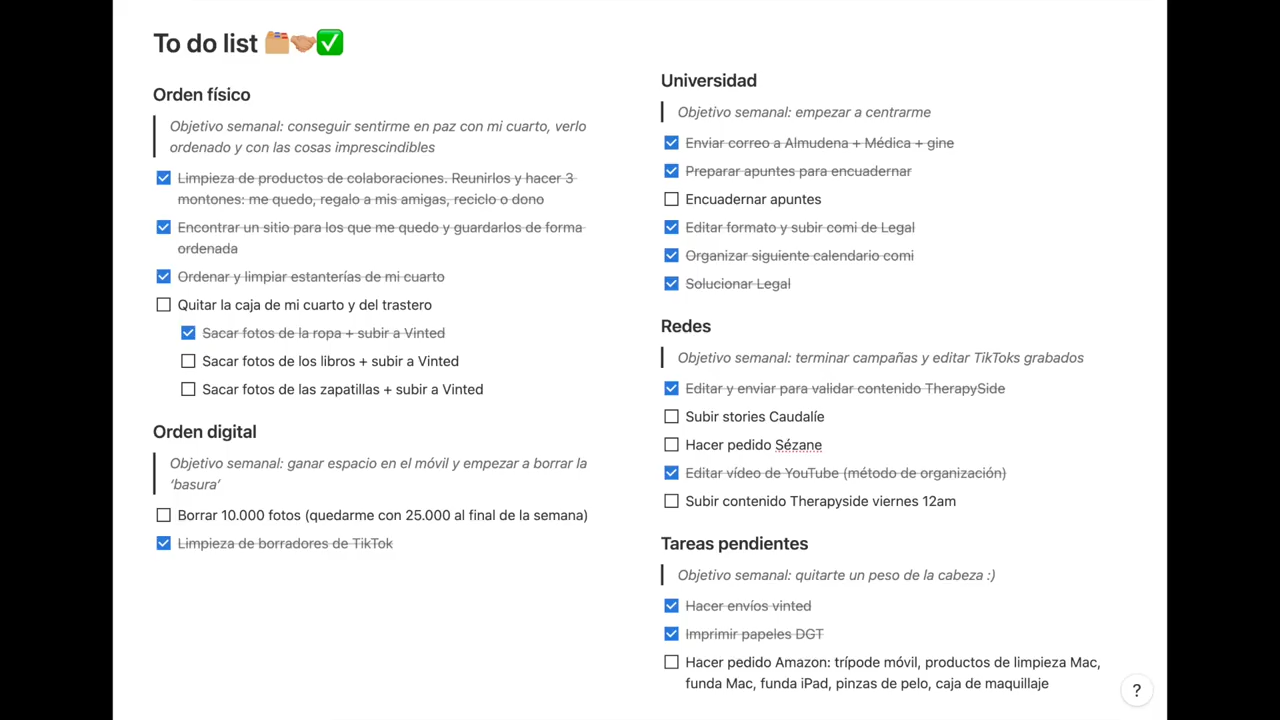 To do list 🗂️🤝🏼✅
Orden físico
Objetivo semanal: conseguir sentirme en paz con mi cuarto, verlo
ordenado y con las cosas imprescindibles
Limpieza de productos de colaboraciones. Reunirlos y hacer 3
montones: me quedo, regalo a mis amigas, reciclo o dono
Encontrar un sitio para los que me quedo y guardarlos de forma
ordenada
Ordenar y limpiar estanterías de mi cuarto
Quitar la caja de mi cuarto y del trastero
Sacar fotos de la ropa + subir a Vinted
Sacar fotos de los libros + subir a Vinted
Sacar fotos de las zapatillas + subir a Vinted
Orden digital
Objetivo semanal: ganar espacio en el móvil y empezar a borrar la
‘basura’
Borrar 10.000 fotos (quedarme con 25.000 al final de la semana)
Limpieza de borradores de TikTok
Universidad
Objetivo semanal: empezar a centrarme
Enviar correo a Almudena + Médica + gine
Preparar apuntes para encuadernar
Encuadernar apuntes
Editar formato y subir comi de Legal
Organizar siguiente calendario comi
Solucionar Legal
Redes
Objetivo semanal: terminar campañas y editar TikToks grabados
Editar y enviar para validar contenido TherapySide
Subir stories Caudalíe
Hacer pedido Sézane
Editar vídeo de YouTube (método de organización)
Subir contenido Therapyside viernes 12am
Tareas pendientes
Objetivo semanal: quitarte un peso de la cabeza :)
Hacer envíos vinted
Imprimir papeles DGT
Hacer pedido Amazon: trípode móvil, productos de limpieza Mac,
funda Mac, funda iPad, pinzas de pelo, caja de maquillaje
?